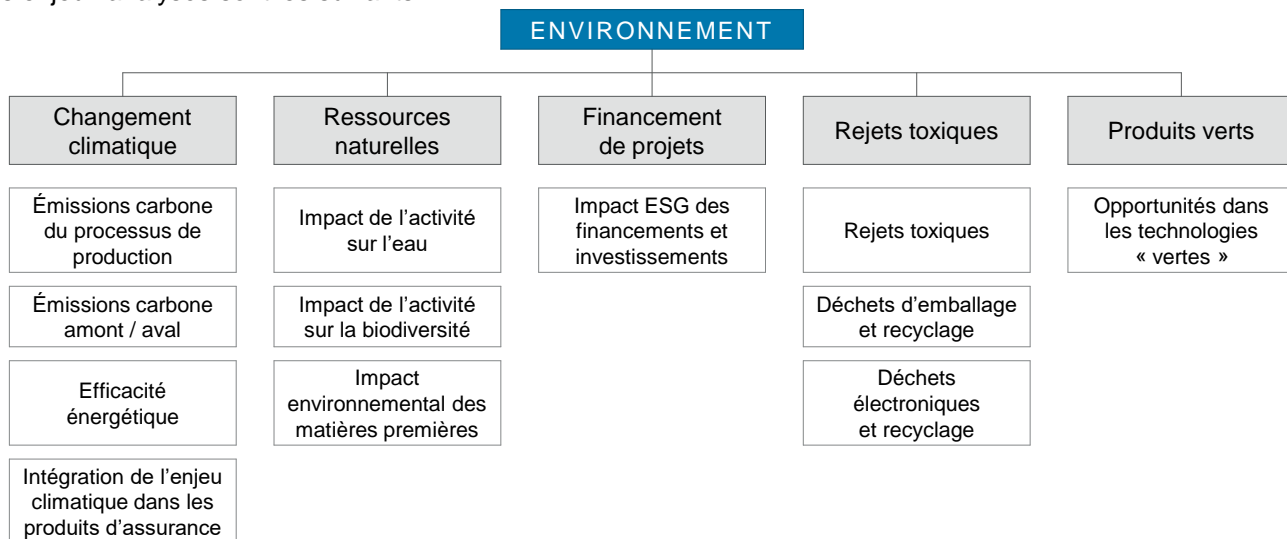 ENVIRONNEMENT
Changement
climatique
Ressources
naturelles
Financement
de projets
Rejets toxiques
Produits verts
Émissions carbone
du processus de
production
Impact de l’activité
sur l’eau
Impact ESG des
financements et
investissements
Rejets toxiques
Opportunités dans
les technologies
« vertes »
Émissions carbone
amont / aval
Impact de l’activité
sur la biodiversité
Déchets d’emballage
et recyclage
Efficacité
énergétique
Impact
environnemental des
matières premières
Déchets
électroniques
et recyclage
Intégration de l’enjeu
climatique dans les
produits d’assurance